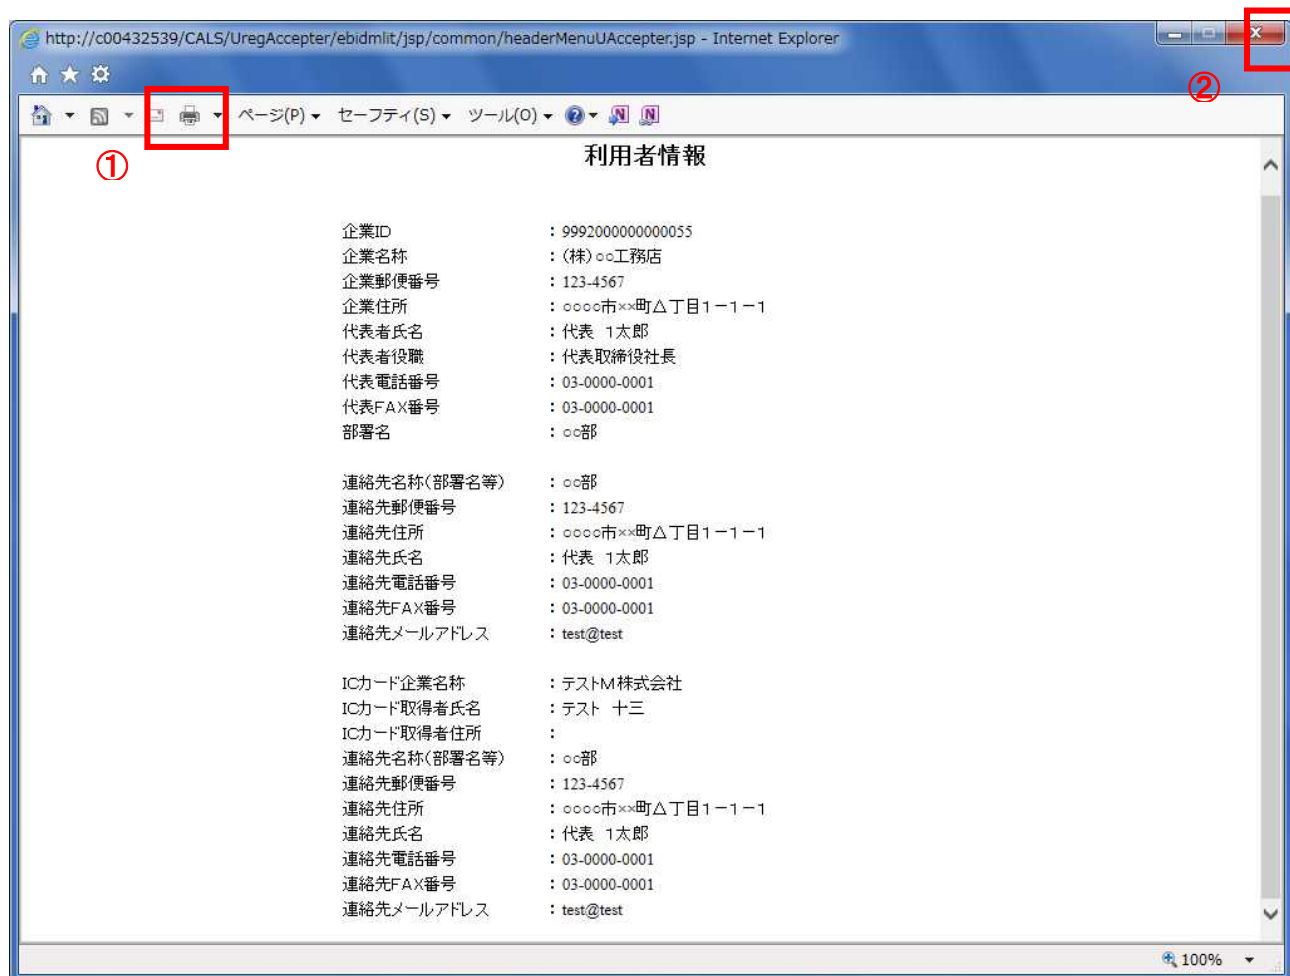 http://c00432539/CALS/UregAccepter/ebidmlit/jsp/common/headerMenuUAccepter.jsp - Internet Explorer
②
ページ(P) セーフティ(S) ツール(O)
①
利用者情報
企業ID : 9992000000000055
企業名称 : (株)○○工務店
企業郵便番号 : 123-4567
企業住所 : ○○○○市××町△丁目1-1-1
代表者氏名 : 代表 1太郎
代表者役職 : 代表取締役社長
代表電話番号 : 03-0000-0001
代表FAX番号 : 03-0000-0001
部署名 : ○○部
連絡先名称(部署名等) : ○○部
連絡先郵便番号 : 123-4567
連絡先住所 : ○○○○市××町△丁目1-1-1
連絡先氏名 : 代表 1太郎
連絡先電話番号 : 03-0000-0001
連絡先FAX番号 : 03-0000-0001
連絡先メールアドレス : test@test
ICカード企業名称 : テストM株式会社
ICカード取得者氏名 : テスト 十三
ICカード取得者住所 :
連絡先名称(部署名等) : ○○部
連絡先郵便番号 : 123-4567
連絡先住所 : ○○○○市××町△丁目1-1-1
連絡先氏名 : 代表 1太郎
連絡先電話番号 : 03-0000-0001
連絡先FAX番号 : 03-0000-0001
連絡先メールアドレス : test@test
100%